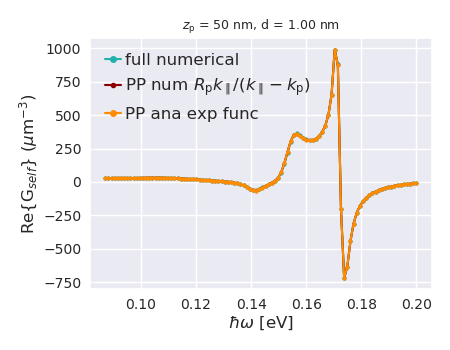 z_p = 50 nm, d = 1.00 nm
full numerical
PP num R_p k_∥/(k_∥ − k_p)
PP ana exp func
Re{G_self} (μm⁻³)
1000
750
500
250
0
−250
−500
−750
0.10 0.12 0.14 0.16 0.18 0.20
ħω [eV]